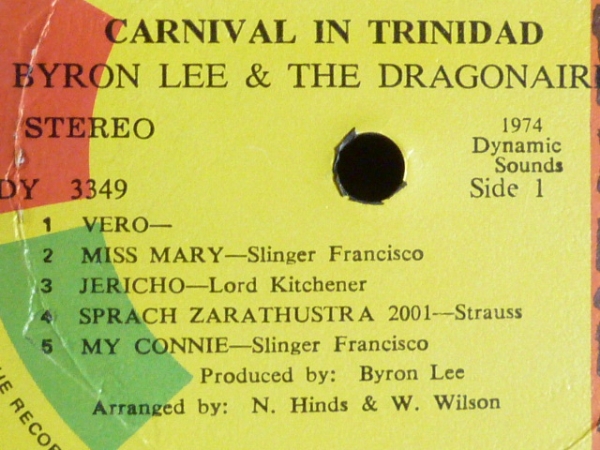 CARNIVAL IN TRINIDAD
BYRON LEE & THE DRAGONAIR
STEREO
1974
Dynamic
Sounds
DY 3349
Side 1
1 VERO—
2 MISS MARY—Slinger Francisco
3 JERICHO—Lord Kitchener
4 SPRACH ZARATHUSTRA 2001—Strauss
5 MY CONNIE—Slinger Francisco
Produced by: Byron Lee
Arranged by: N. Hinds & W. Wilson
HE RECOR